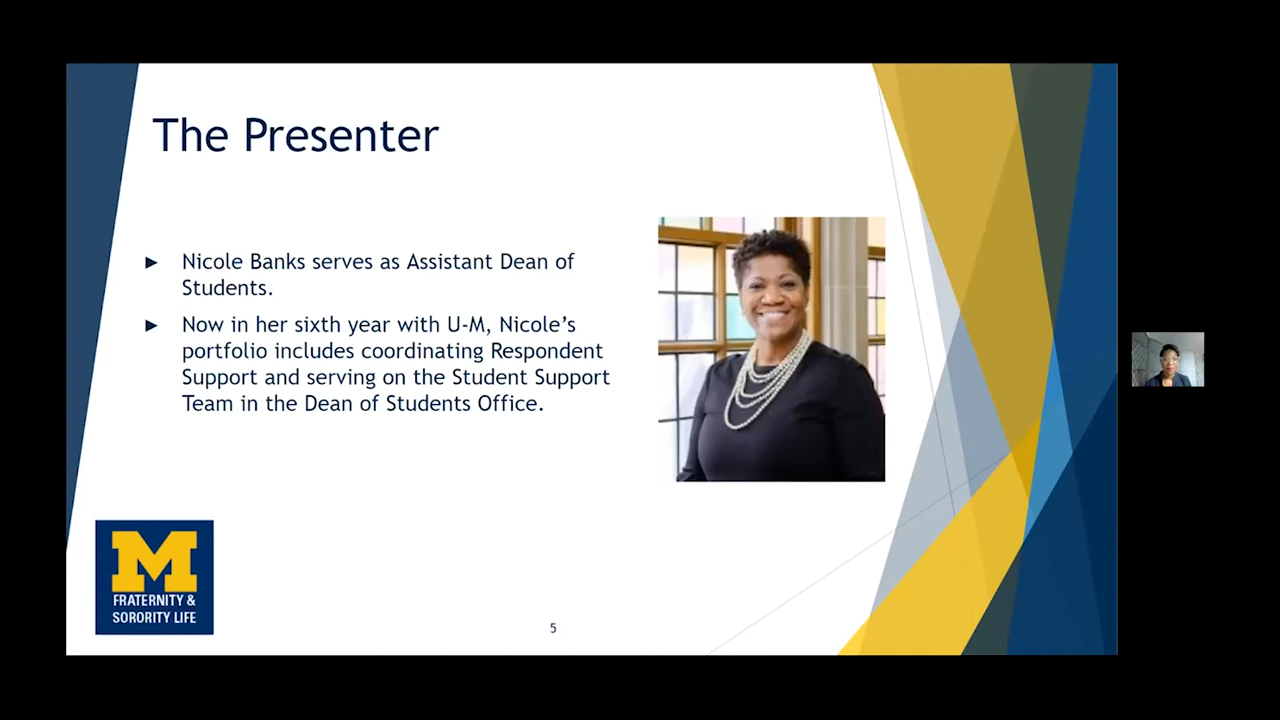 The Presenter
► Nicole Banks serves as Assistant Dean of
Students.
► Now in her sixth year with U-M, Nicole’s
portfolio includes coordinating Respondent
Support and serving on the Student Support
Team in the Dean of Students Office.
M
FRATERNITY &
SORORITY LIFE
5